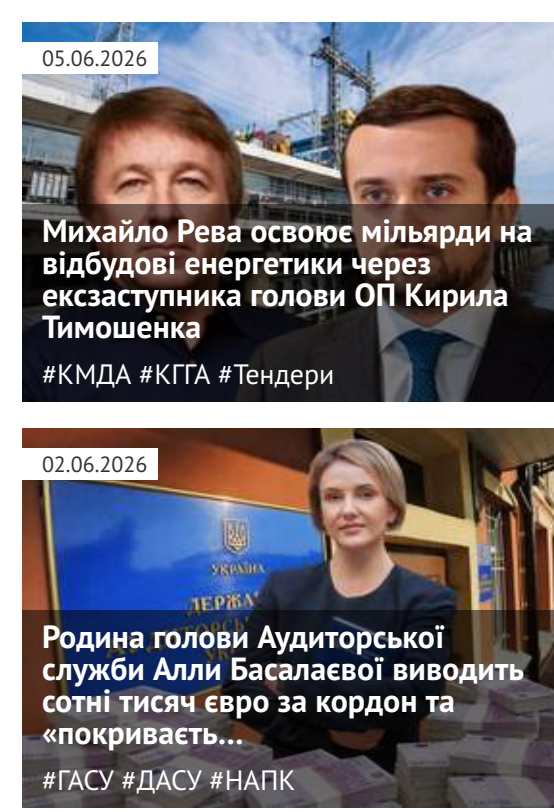 05.06.2026
Михайло Рева освоює мільярди на
відбудові енергетики через
ексзаступника голови ОП Кирила
Тимошенка
#КМДА #КГГА #Тендери
02.06.2026
УКРАЇНА
ДЕРЖА
Родина голови Аудиторської
служби Алли Басалаєвої виводить
сотні тисяч євро за кордон та
«покриваєть...
#ГАСУ #ДАСУ #НАПК